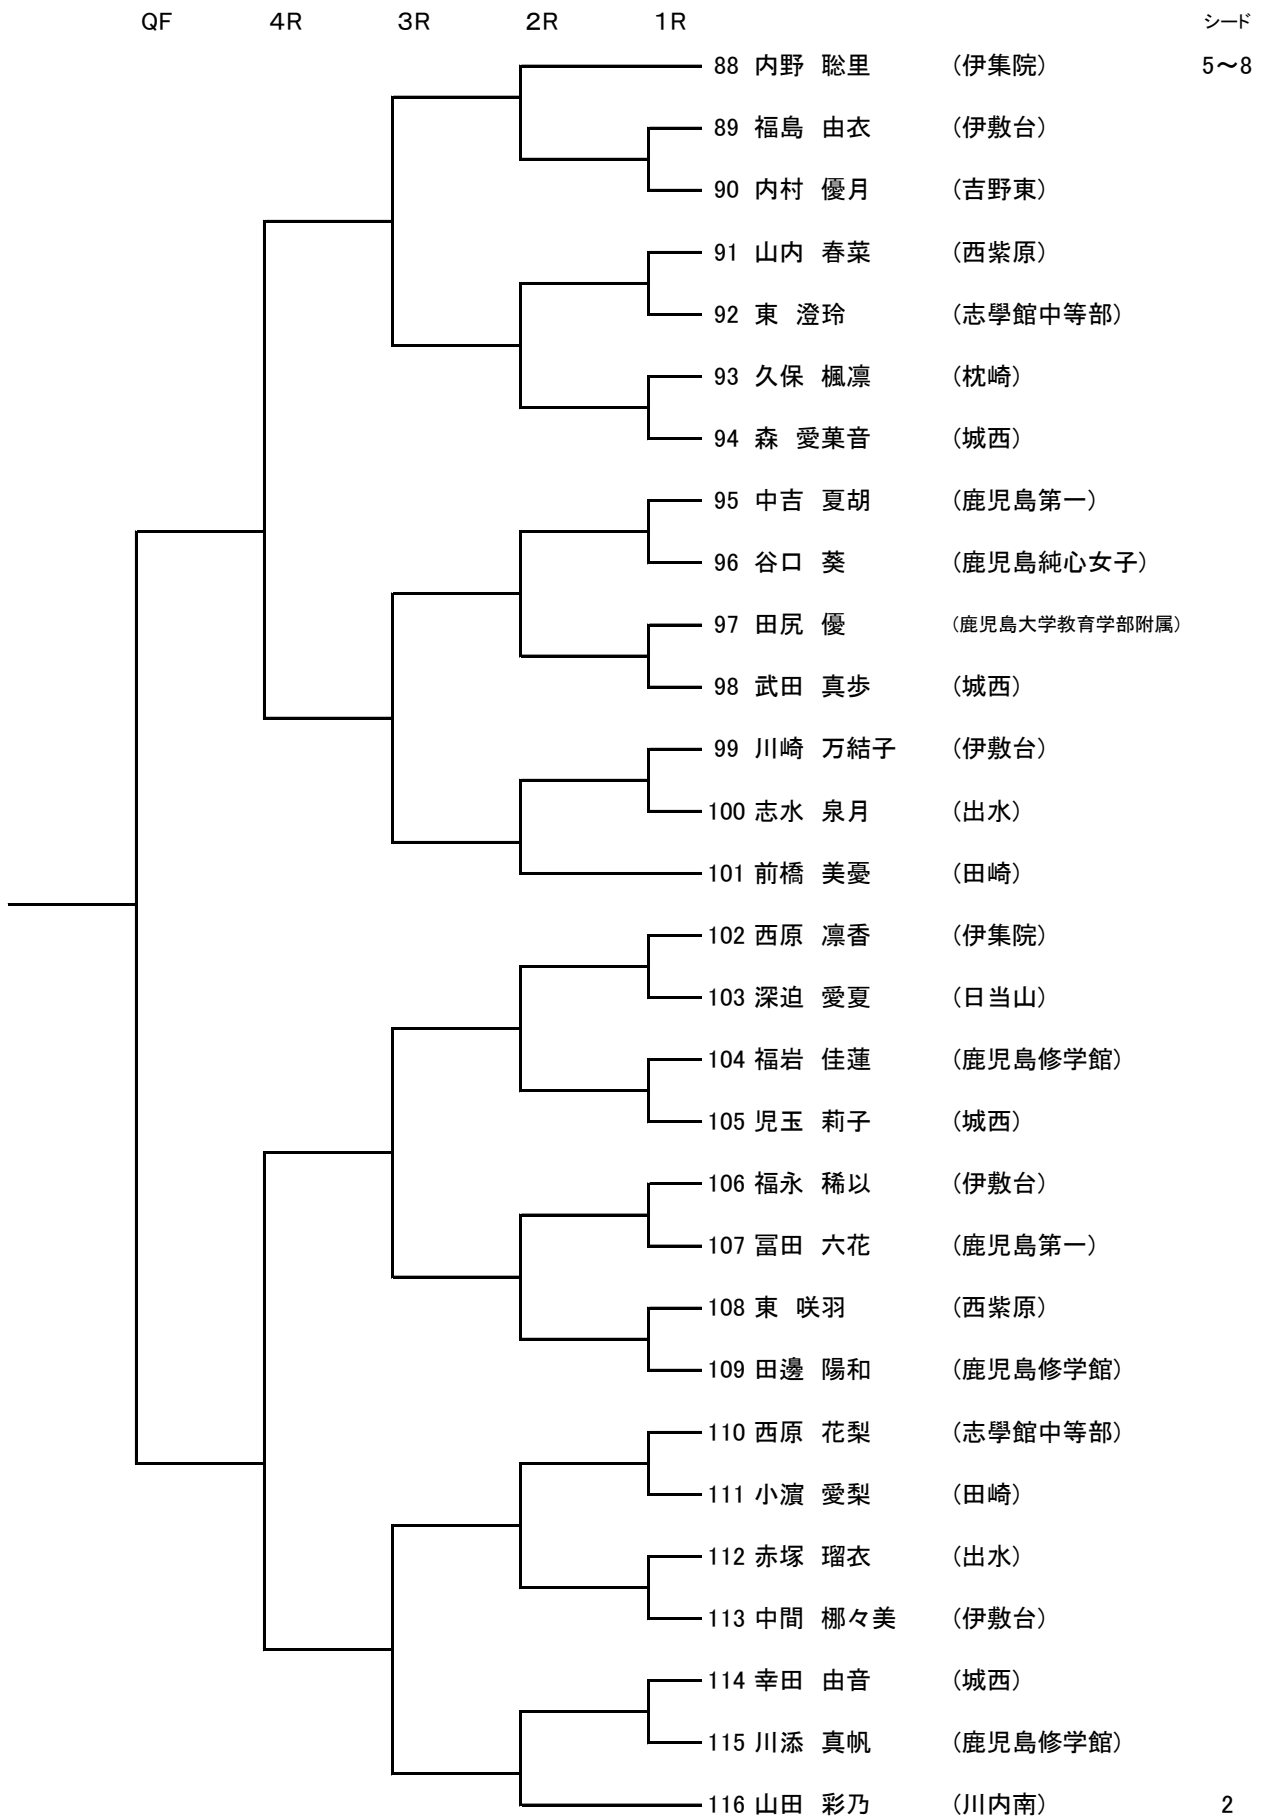 QF 4R 3R 2R 1R シード
88 内野 聡里 (伊集院) 5～8
89 福島 由衣 (伊敷台)
90 内村 優月 (吉野東)
91 山内 春菜 (西紫原)
92 東 澄玲 (志學館中等部)
93 久保 楓凛 (枕崎)
94 森 愛菓音 (城西)
95 中吉 夏胡 (鹿児島第一)
96 谷口 葵 (鹿児島純心女子)
97 田尻 優 (鹿児島大学教育学部附属)
98 武田 真歩 (城西)
99 川崎 万結子 (伊敷台)
100 志水 泉月 (出水)
101 前橋 美憂 (田崎)
102 西原 凛香 (伊集院)
103 深迫 愛夏 (日当山)
104 福岩 佳蓮 (鹿児島修学館)
105 児玉 莉子 (城西)
106 福永 稀以 (伊敷台)
107 冨田 六花 (鹿児島第一)
108 東 咲羽 (西紫原)
109 田邊 陽和 (鹿児島修学館)
110 西原 花梨 (志學館中等部)
111 小濵 愛梨 (田崎)
112 赤塚 瑠衣 (出水)
113 中間 梛々美 (伊敷台)
114 幸田 由音 (城西)
115 川添 真帆 (鹿児島修学館)
116 山田 彩乃 (川内南) 2